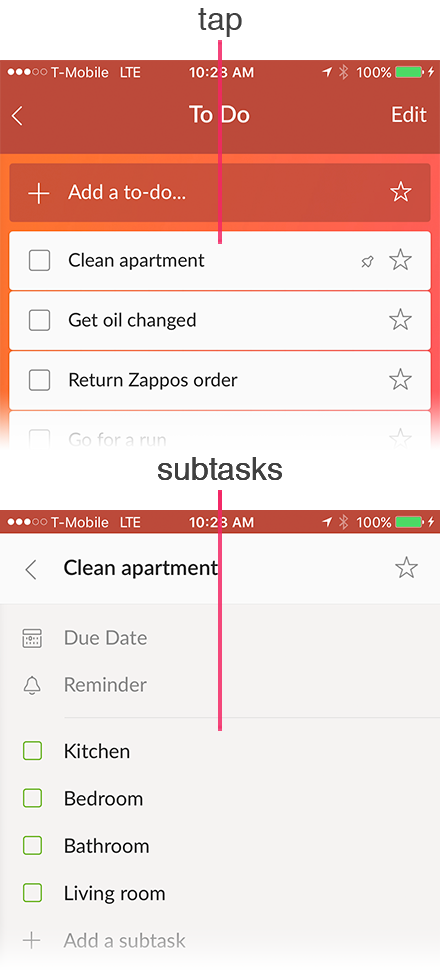 tap
T-Mobile LTE 10:23 AM 100%
To Do Edit
Add a to-do...
Clean apartment
Get oil changed
Return Zappos order
Go for a run
subtasks
T-Mobile LTE 10:23 AM 100%
Clean apartment
Due Date
Reminder
Kitchen
Bedroom
Bathroom
Living room
Add a subtask